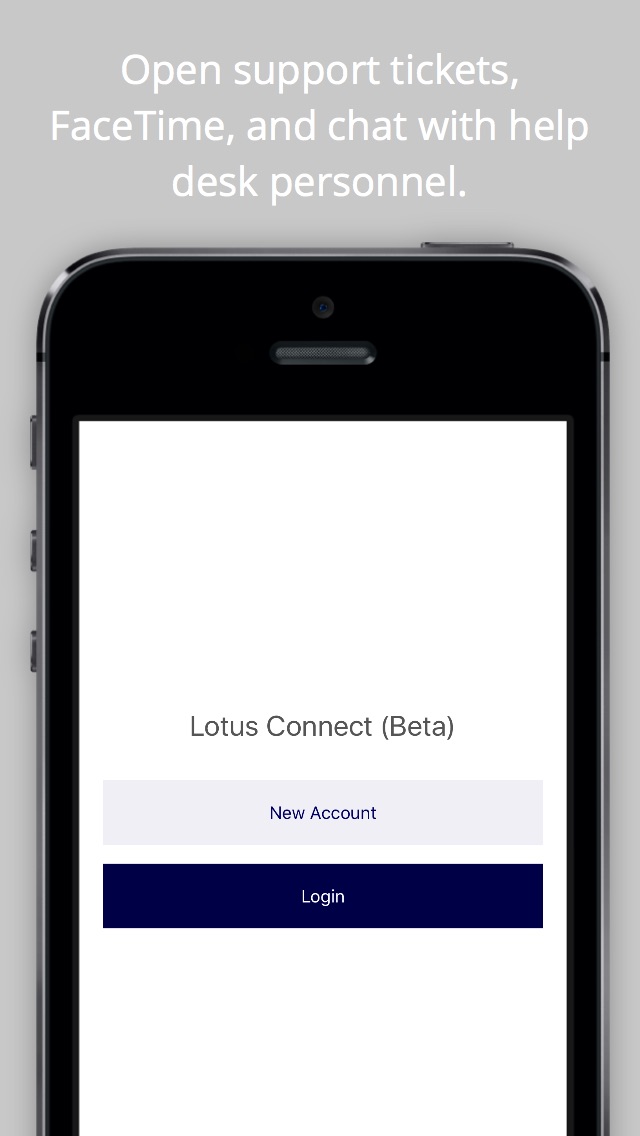 Open support tickets,
FaceTime, and chat with help
desk personnel.
Lotus Connect (Beta)
New Account
Login